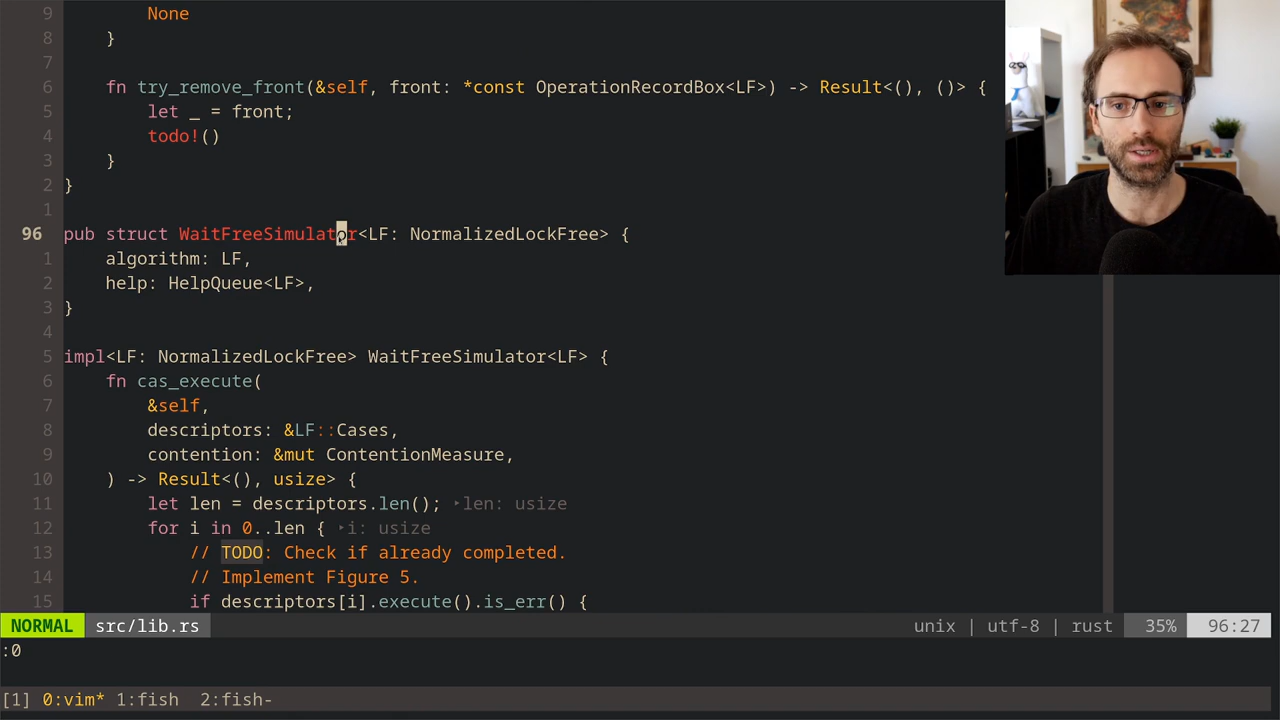 9 None
8 }
7
6 fn try_remove_front(&self, front: *const OperationRecordBox<LF>) -> Result<(), ()> {
5 let _ = front;
4 todo!()
3 }
2 }
1
96 pub struct WaitFreeSimulator<LF: NormalizedLockFree> {
1 algorithm: LF,
2 help: HelpQueue<LF>,
3 }
4
5 impl<LF: NormalizedLockFree> WaitFreeSimulator<LF> {
6 fn cas_execute(
7 &self,
8 descriptors: &LF::Cases,
9 contention: &mut ContentionMeasure,
10 ) -> Result<(), usize> {
11 let len = descriptors.len(); ‣len: usize
12 for i in 0..len { ‣i: usize
13 // TODO: Check if already completed.
14 // Implement Figure 5.
15 if descriptors[i].execute().is_err() {
NORMAL src/lib.rs unix | utf-8 | rust 35% 96:27
:0
[1] 0:vim* 1:fish 2:fish-